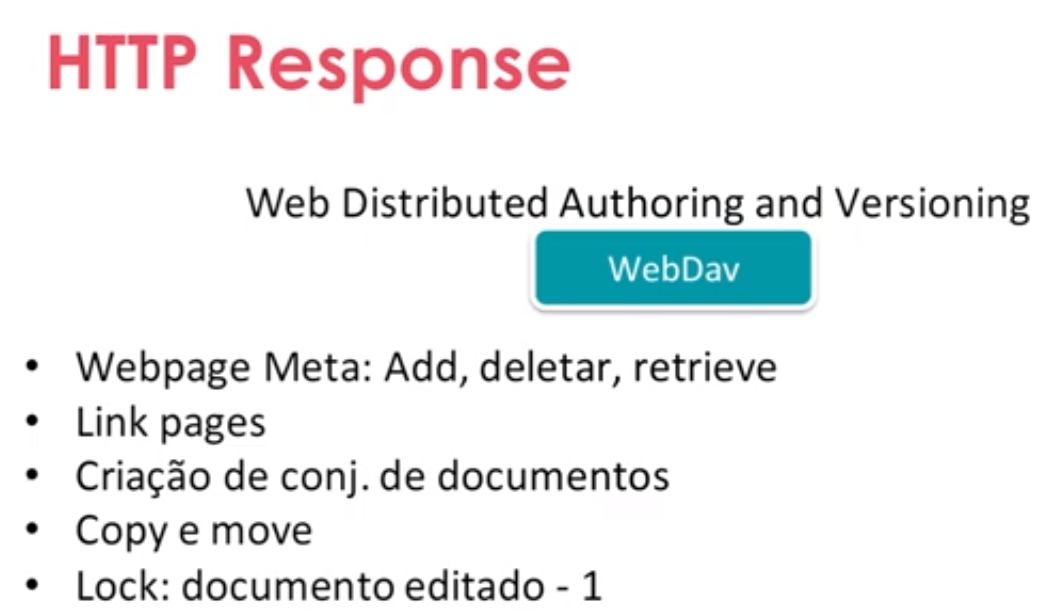 HTTP Response
Web Distributed Authoring and Versioning
WebDav
• Webpage Meta: Add, deletar, retrieve
• Link pages
• Criação de conj. de documentos
• Copy e move
• Lock: documento editado - 1